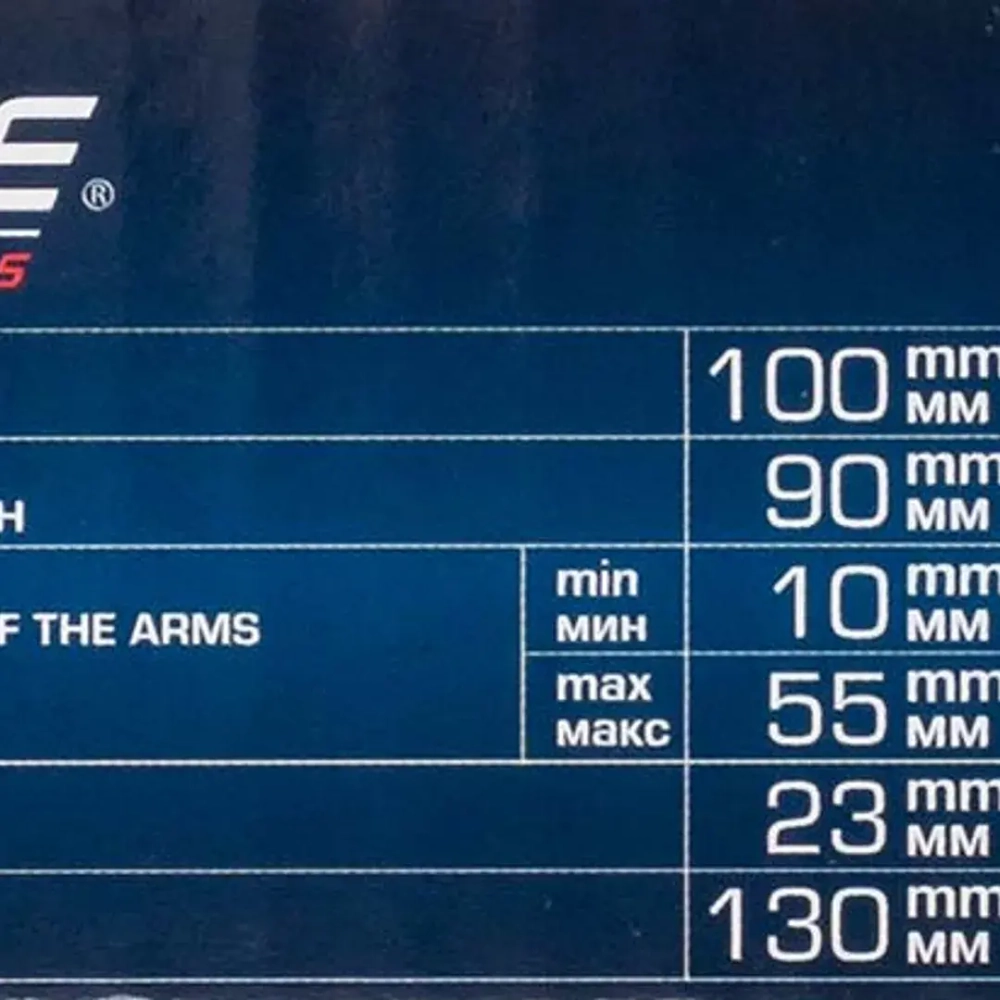 E®
S
100 mm
мм
Н
90 mm
мм
F THE ARMS
min
мин
10 mm
мм
max
макс
55 mm
мм
23 mm
мм
130 mm
мм